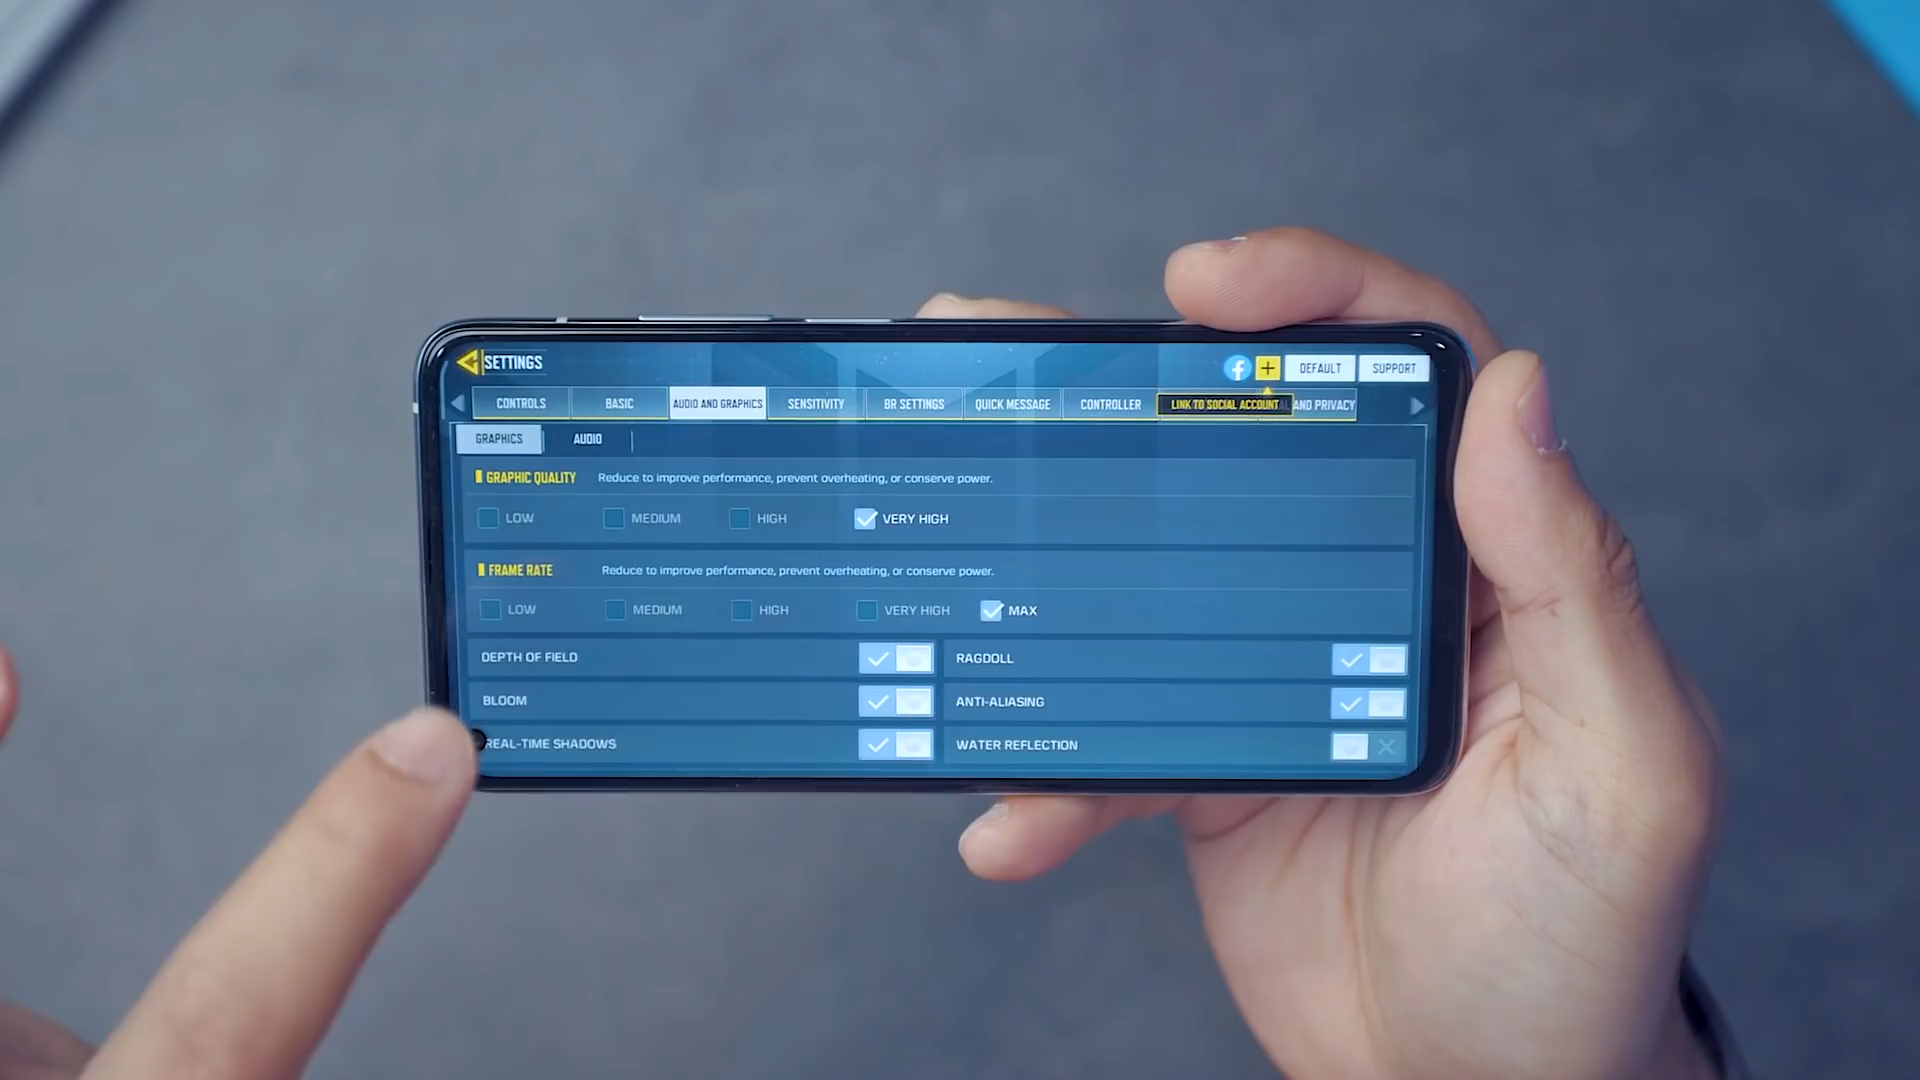 SETTINGS
DEFAULT
SUPPORT
CONTROLS
BASIC
AUDIO AND GRAPHICS
SENSITIVITY
BR SETTINGS
QUICK MESSAGE
CONTROLLER
LINK TO SOCIAL ACCOUNT
AND PRIVACY
GRAPHICS
AUDIO
GRAPHIC QUALITY
Reduce to improve performance, prevent overheating, or conserve power.
LOW
MEDIUM
HIGH
VERY HIGH
FRAME RATE
Reduce to improve performance, prevent overheating, or conserve power.
LOW
MEDIUM
HIGH
VERY HIGH
MAX
DEPTH OF FIELD
RAGDOLL
BLOOM
ANTI-ALIASING
REAL-TIME SHADOWS
WATER REFLECTION